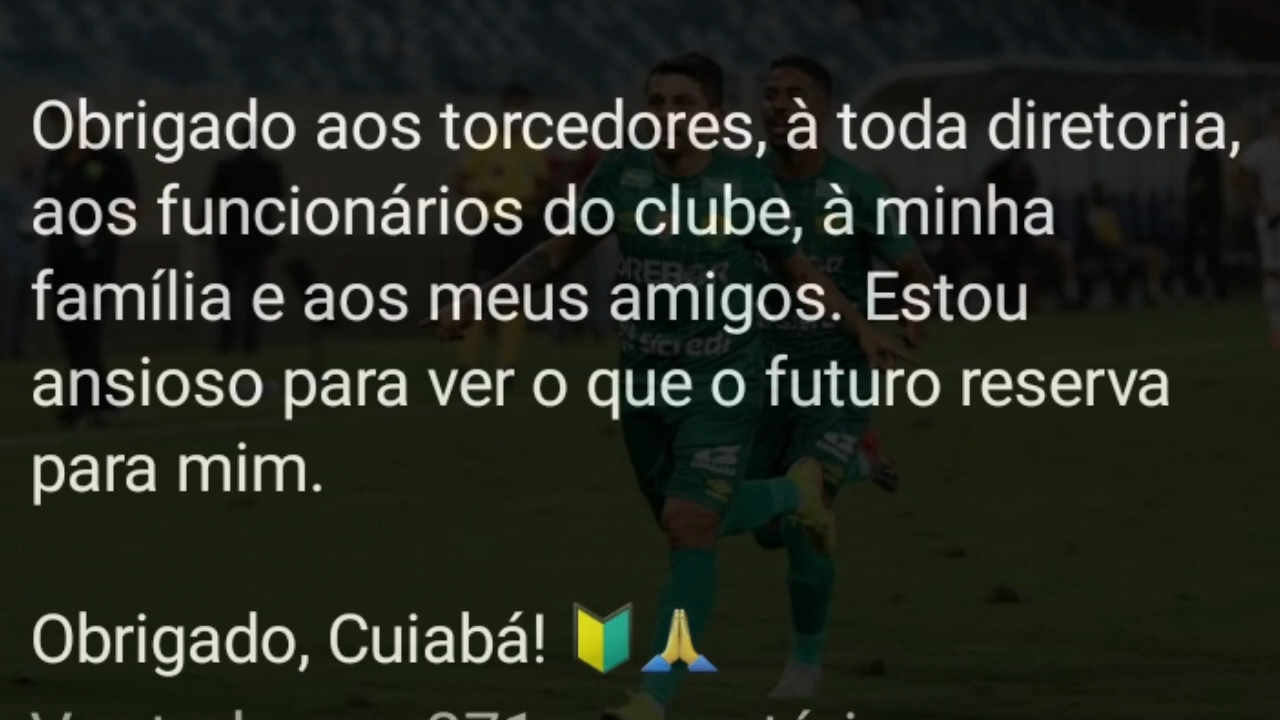 Obrigado aos torcedores, à toda diretoria,
aos funcionários do clube, à minha
família e aos meus amigos. Estou
ansioso para ver o que o futuro reserva
para mim.
Obrigado, Cuiabá! 🔰🙏